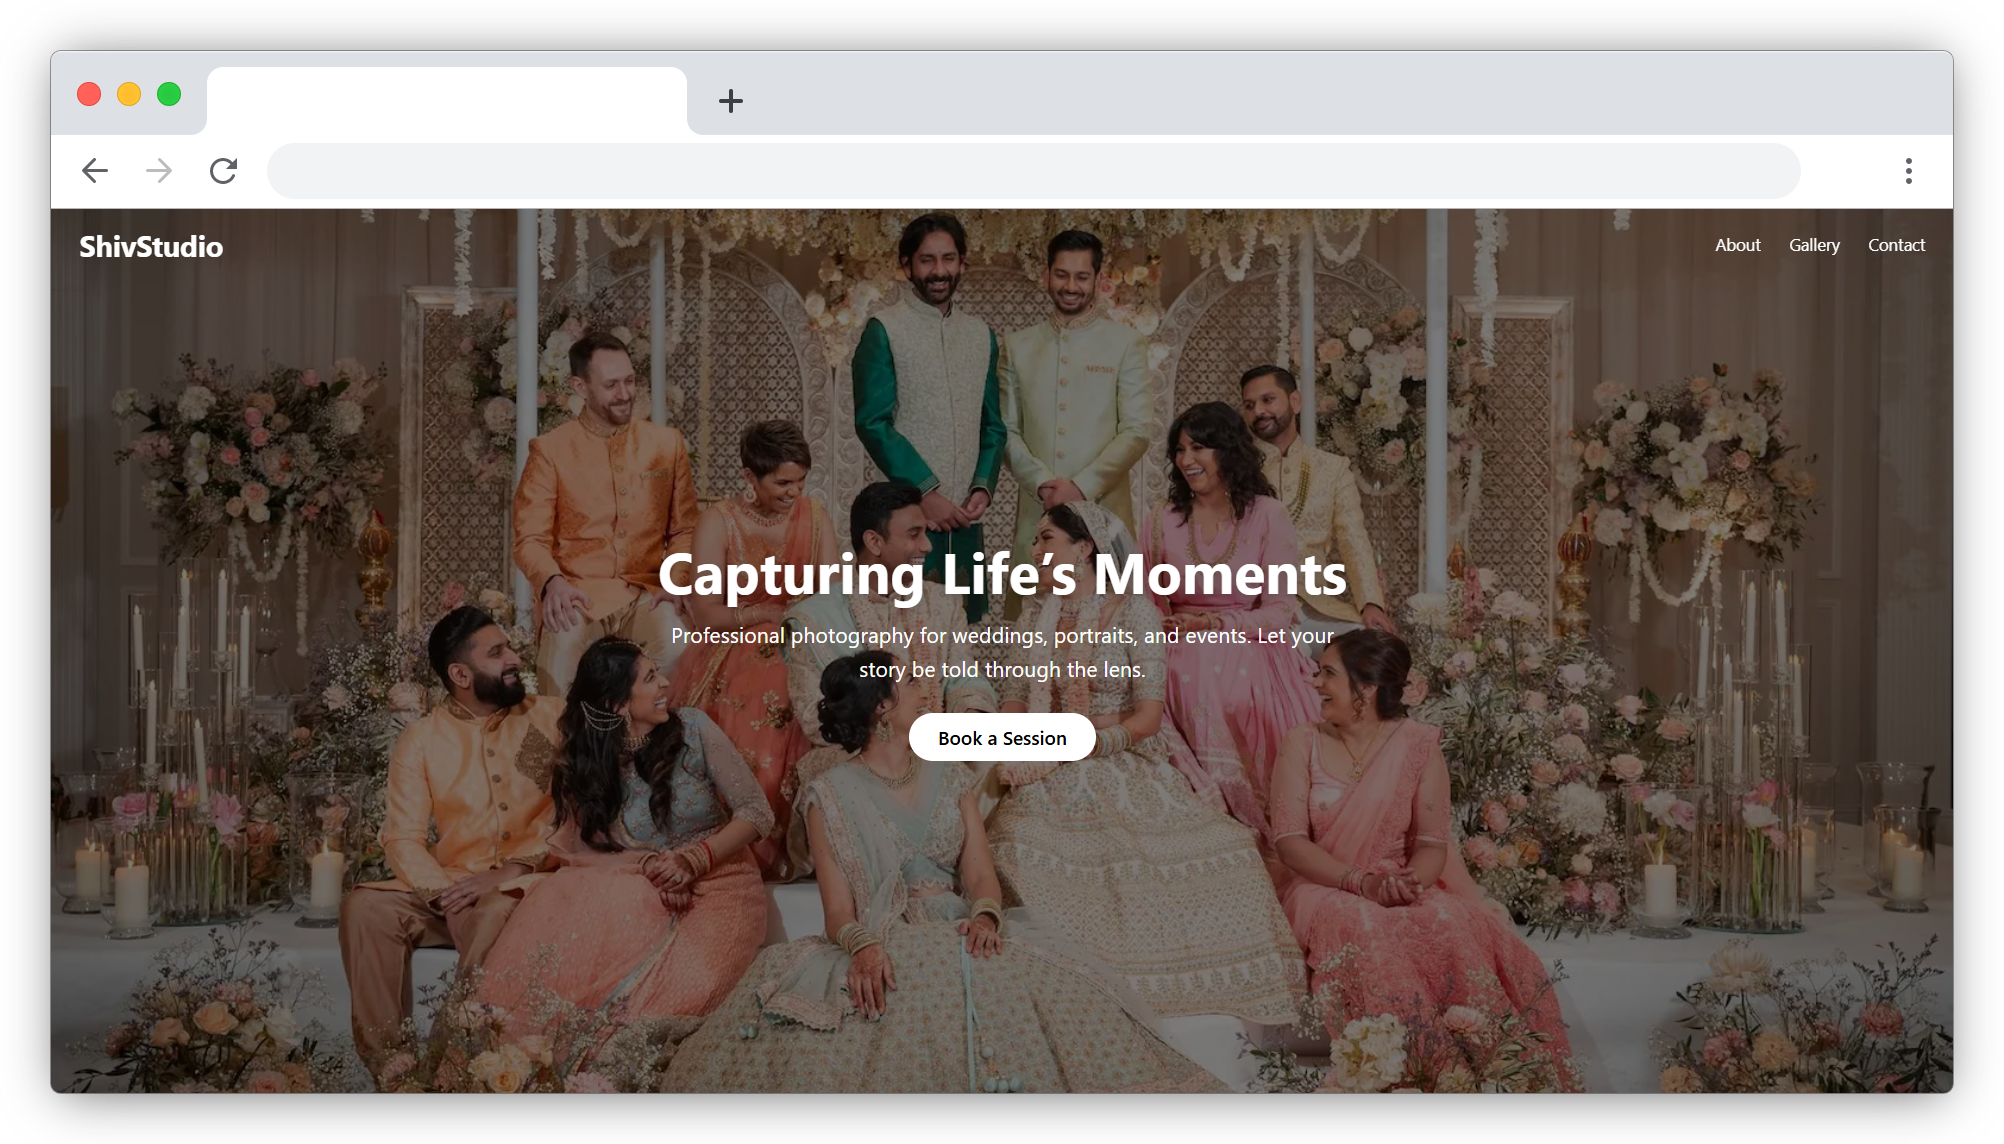 ShivStudio
About Gallery Contact
Capturing Life’s Moments
Professional photography for weddings, portraits, and events. Let your
story be told through the lens.
Book a Session